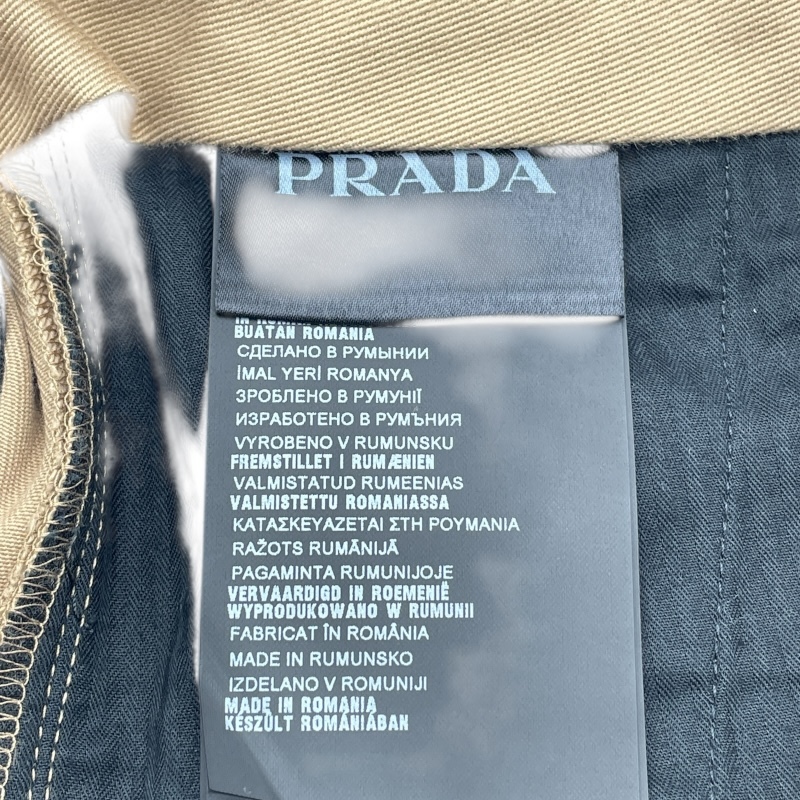 PRADA
BUATAN ROMANIA
СДЕЛАНО В РУМЫНИИ
İMAL YERİ ROMANYA
ЗРОБЛЕНО В РУМУНІЇ
ИЗРАБОТЕНО В РУМЪНИЯ
VYROBENO V RUMUNSKU
FREMSTILLET I RUMÆNIEN
VALMISTATUD RUMEENIAS
VALMISTETTU ROMANIASSA
ΚΑΤΑΣΚΕΥΑΖΕΤΑΙ ΣΤΗ ΡΟΥΜΑΝΙΑ
RAŽOTS RUMĀNIJĀ
PAGAMINTA RUMUNIJOJE
VERVAARDIGD IN ROEMENIË
WYPRODUKOWANO W RUMUNII
FABRICAT ÎN ROMÂNIA
MADE IN RUMUNSKO
IZDELANO V ROMUNIJI
MADE IN ROMANIA
KÉSZÜLT ROMÁNIÁBAN